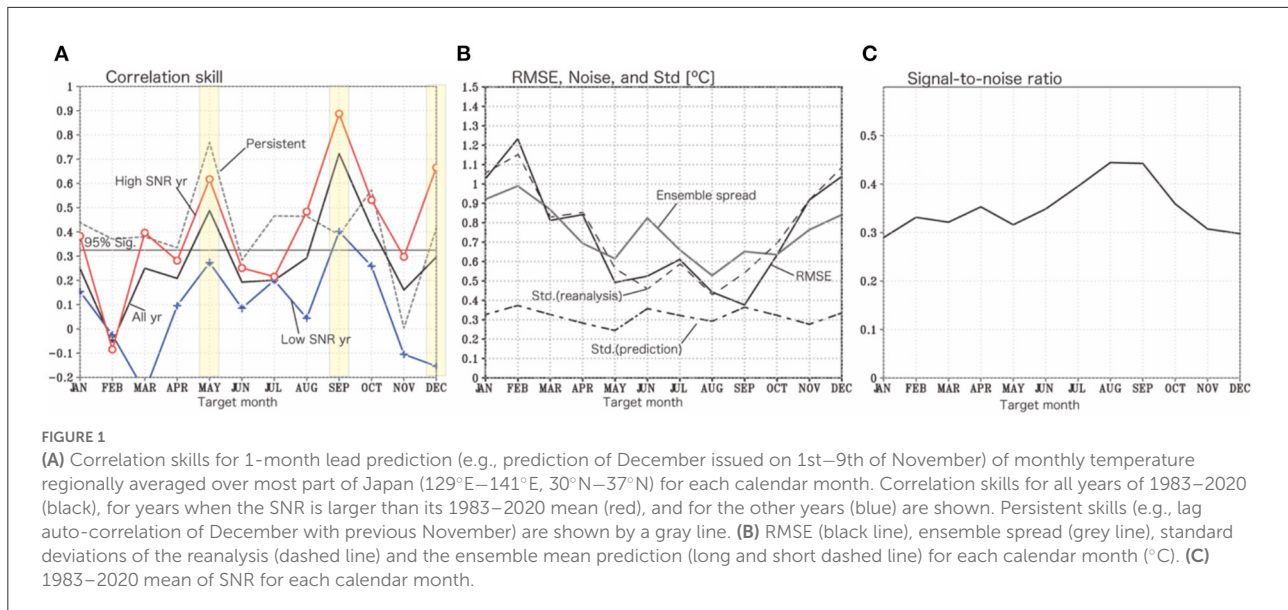 A
Correlation skill
1
0.9
0.8
0.7
0.6
0.5
0.4
0.3
0.2
0.1
0
-0.1
-0.2
Persistent
High SNR yr
95% Sig.
All yr
Low SNR yr
JAN FEB MAR APR MAY JUN JUL AUG SEP OCT NOV DEC
Target month
B
RMSE, Noise, and Std [ºC]
1.5
1.4
1.3
1.2
1.1
1
0.9
0.8
0.7
0.6
0.5
0.4
0.3
0.2
0.1
0
Ensemble spread
RMSE
Std.(reanalysis)
Std.(prediction)
JAN FEB MAR APR MAY JUN JUL AUG SEP OCT NOV DEC
Target month
C
Signal-to-noise ratio
0.5
0.4
0.3
0
JAN FEB MAR APR MAY JUN JUL AUG SEP OCT NOV DEC
Target month
FIGURE 1
(A) Correlation skills for 1-month lead prediction (e.g., prediction of December issued on 1st–9th of November) of monthly temperature
regionally averaged over most part of Japan (129°E–141°E, 30°N–37°N) for each calendar month. Correlation skills for all years of 1983–2020
(black), for years when the SNR is larger than its 1983–2020 mean (red), and for the other years (blue) are shown. Persistent skills (e.g., lag
auto-correlation of December with previous November) are shown by a gray line. (B) RMSE (black line), ensemble spread (grey line), standard
deviations of the reanalysis (dashed line) and the ensemble mean prediction (long and short dashed line) for each calendar month (°C). (C)
1983–2020 mean of SNR for each calendar month.